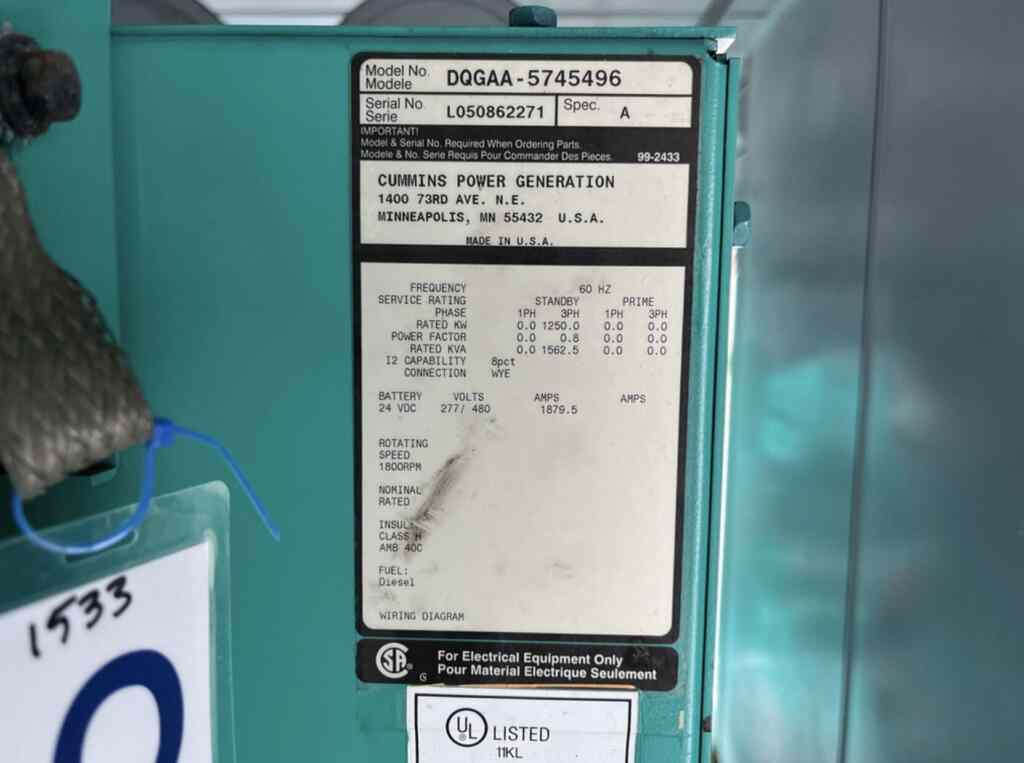 Model No. DQGAA-5745496
Modele
Serial No. L050862271 Spec. A
Serie
IMPORTANT!
Model & Serial No. Required When Ordering Parts.
Modele & No. Serie Requis Pour Commander Des Pieces. 99-2433
CUMMINS POWER GENERATION
1400 73RD AVE. N.E.
MINNEAPOLIS, MN 55432 U.S.A.
MADE IN U.S.A.
FREQUENCY 60 HZ
SERVICE RATING STANDBY PRIME
PHASE 1PH 3PH 1PH 3PH
RATED KW 0.0 1250.0 0.0 0.0
POWER FACTOR 0.0 0.8 0.0 0.0
RATED KVA 0.0 1562.5 0.0 0.0
I2 CAPABILITY 8pct
CONNECTION WYE
BATTERY VOLTS AMPS AMPS
24 VDC 277/ 480 1879.5
ROTATING
SPEED
1800RPM
NOMINAL
RATED
CLASS H
AMB 40C
FUEL:
Diesel
WIRING DIAGRAM
SA ®
G
For Electrical Equipment Only
Pour Material Electrique Seulement
UL ® LISTED
11KL
1533